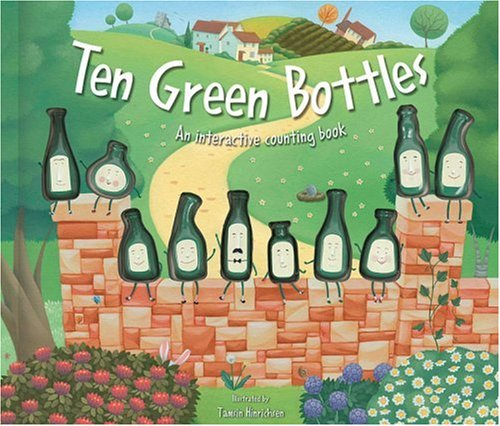 Ten Green Bottles
An interactive counting book
Illustrated by
Tamsin Hinrichsen